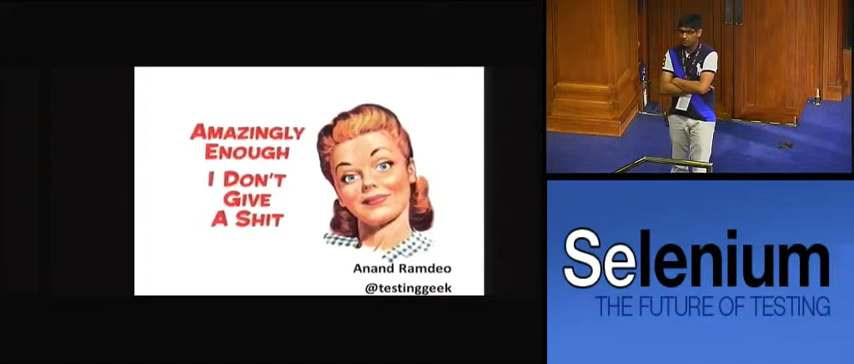 AMAZINGLY
ENOUGH
I DON'T
GIVE
A SHIT
Anand Ramdeo
@testinggeek
Selenium
THE FUTURE OF TESTING